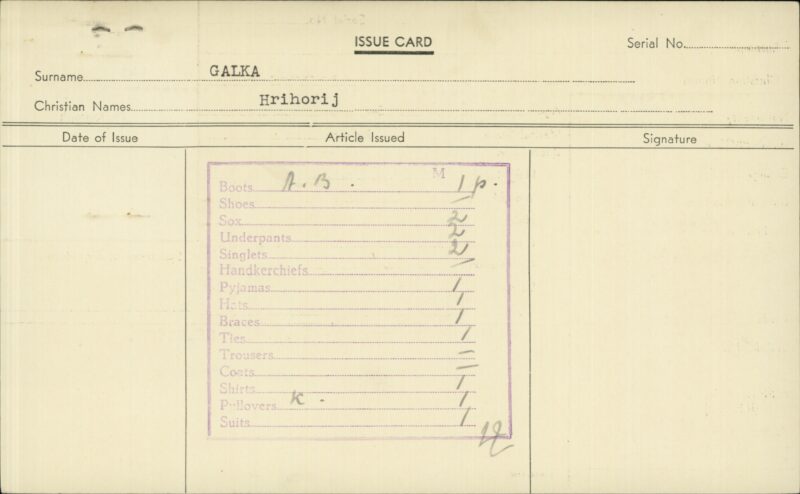 ISSUE CARD
Serial No.
Surname GALKA
Christian Names Hrihorij
Date of Issue Article Issued Signature
M
Boots A. B. 1 p.
Shoes /
Sox 2
Underpants 2
Singlets 2
Handkerchiefs /
Pyjamas 1
Hats 1
Braces 1
Ties 1
Trousers =
Coats =
Shirts 1
Pullovers K. 1
Suits 1